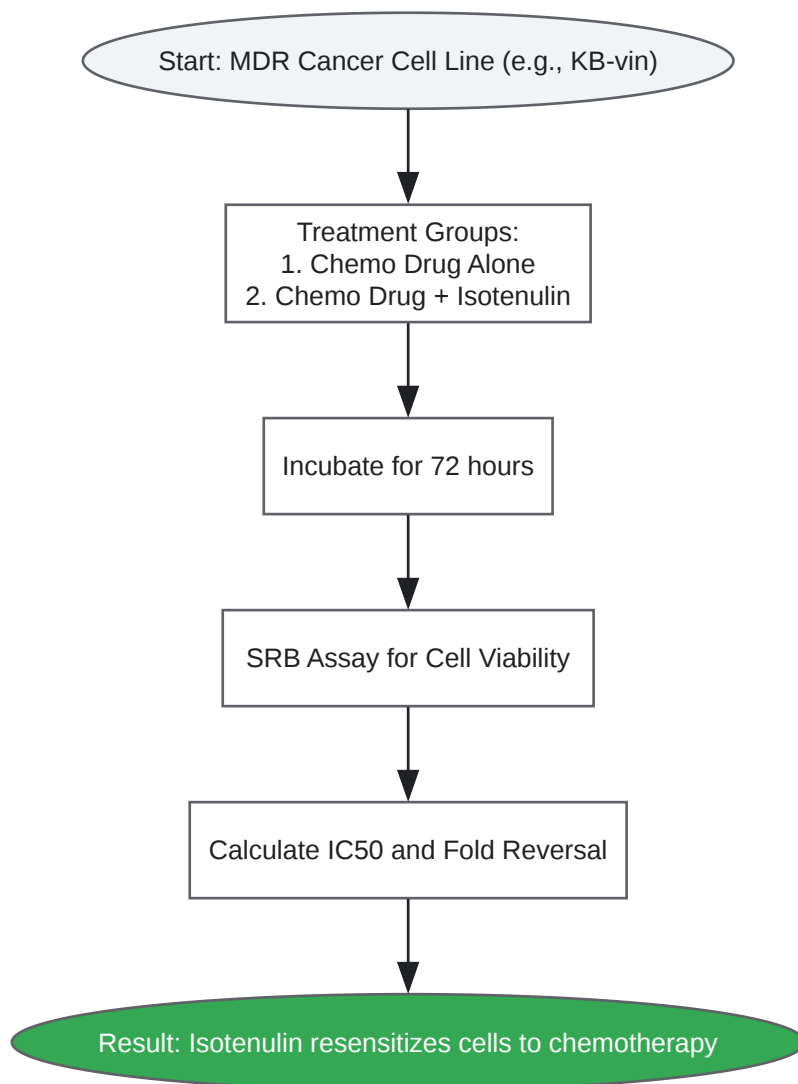 Start: MDR Cancer Cell Line (e.g., KB-vin)
Treatment Groups:
1. Chemo Drug Alone
2. Chemo Drug + Isotenulin
Incubate for 72 hours
SRB Assay for Cell Viability
Calculate IC50 and Fold Reversal
Result: Isotenulin resensitizes cells to chemotherapy